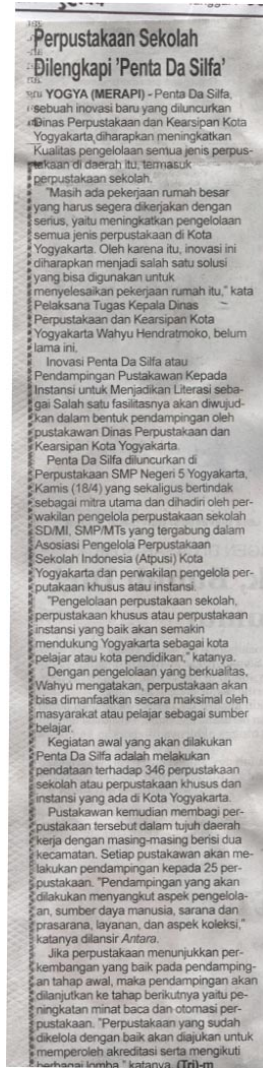 Perpustakaan Sekolah
Dilengkapi 'Penta Da Silfa'
YOGYA (MERAPI) - Penta Da Silfa,
sebuah inovasi baru yang diluncurkan
Dinas Perpustakaan dan Kearsipan Kota
Yogyakarta diharapkan meningkatkan
Kualitas pengelolaan semua jenis perpus-
takaan di daerah itu, termasuk
perpustakaan sekolah.
"Masih ada pekerjaan rumah besar
yang harus segera dikerjakan dengan
serius, yaitu meningkatkan pengelolaan
semua jenis perpustakaan di Kota
Yogyakarta. Oleh karena itu, inovasi ini
diharapkan menjadi salah satu solusi
yang bisa digunakan untuk
menyelesaikan pekerjaan rumah itu," kata
Pelaksana Tugas Kepala Dinas
Perpustakaan dan Kearsipan Kota
Yogyakarta Wahyu Hendratmoko, belum
lama ini.
Inovasi Penta Da Silfa atau
Pendampingan Pustakawan Kepada
Instansi untuk Menjadikan Literasi seba-
gai Salah satu fasilitasnya akan diwujud-
kan dalam bentuk pendampingan oleh
pustakawan Dinas Perpustakaan dan
Kearsipan Kota Yogyakarta.
Penta Da Silfa diluncurkan di
Perpustakaan SMP Negeri 5 Yogyakarta,
Kamis (18/4) yang sekaligus bertindak
sebagai mitra utama dan dihadiri oleh per-
wakilan pengelola perpustakaan sekolah
SD/MI, SMP/MTs yang tergabung dalam
Asosiasi Pengelola Perpustakaan
Sekolah Indonesia (Atpusi) Kota
Yogyakarta dan perwakilan pengelola per-
putakaan khusus atau instansi.
"Pengelolaan perpustakaan sekolah,
perpustakaan khusus atau perpustakaan
instansi yang baik akan semakin
mendukung Yogyakarta sebagai kota
pelajar atau kota pendidikan," katanya.
Dengan pengelolaan yang berkualitas,
Wahyu mengatakan, perpustakaan akan
bisa dimanfaatkan secara maksimal oleh
masyarakat atau pelajar sebagai sumber
belajar.
Kegiatan awal yang akan dilakukan
Penta Da Silfa adalah melakukan
pendataan terhadap 346 perpustakaan
sekolah atau perpustakaan khusus dan
instansi yang ada di Kota Yogyakarta.
Pustakawan kemudian membagi per-
pustakaan tersebut dalam tujuh daerah
kerja dengan masing-masing berisi dua
kecamatan. Setiap pustakawan akan me-
lakukan pendampingan kepada 25 per-
pustakaan. "Pendampingan yang akan
dilakukan menyangkut aspek pengelola-
an, sumber daya manusia, sarana dan
prasarana, layanan, dan aspek koleksi,"
katanya dilansir Antara.
Jika perpustakaan menunjukkan per-
kembangan yang baik pada pendamping-
an tahap awal, maka pendampingan akan
dilanjutkan ke tahap berikutnya yaitu pe-
ningkatan minat baca dan otomasi per-
pustakaan. "Perpustakaan yang sudah
dikelola dengan baik akan diajukan untuk
memperoleh akreditasi serta mengikuti
berbagai lomba," katanya. (Tri)-m